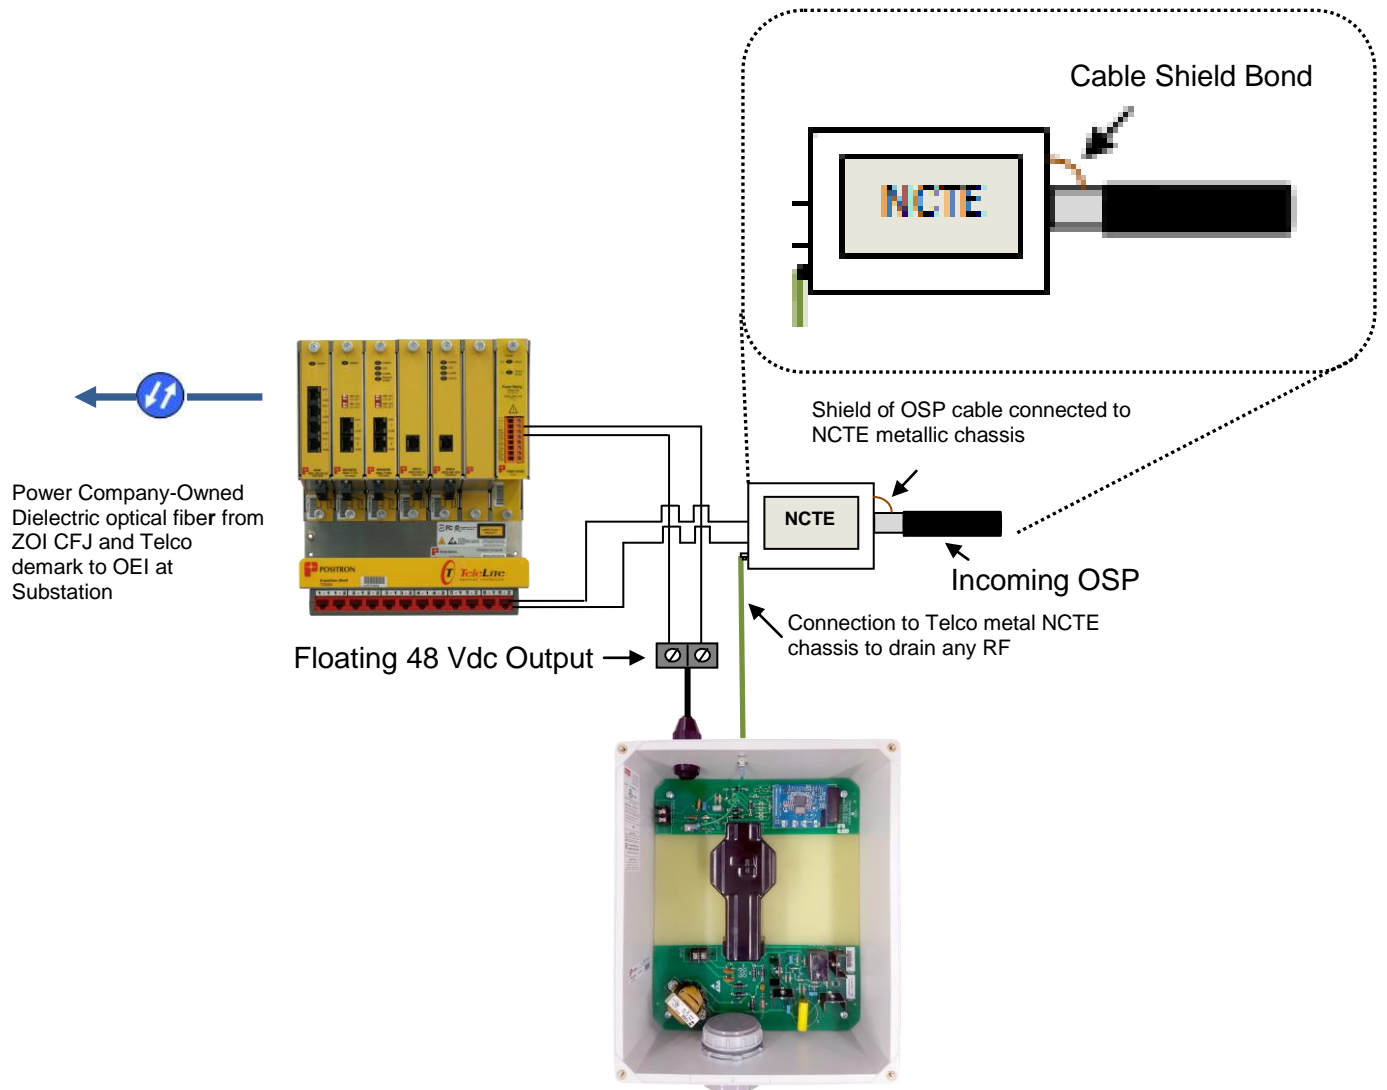 Cable Shield Bond
NCTE
Shield of OSP cable connected to
NCTE metallic chassis
Power Company-Owned
Dielectric optical fiber from
ZOI CFJ and Telco
demark to OEI at
Substation
NCTE
POSITRON
TeleLite
Incoming OSP
Connection to Telco metal NCTE
chassis to drain any RF
Floating 48 Vdc Output